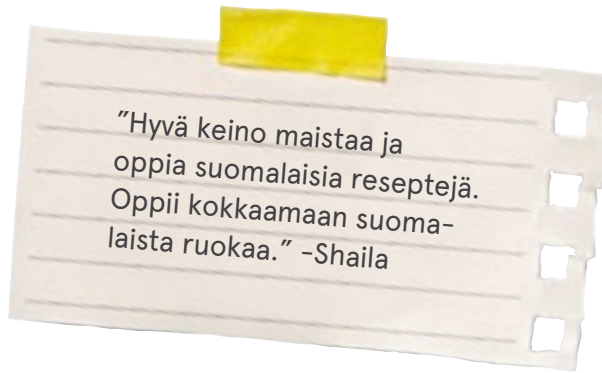 ”Hyvä keino maistaa ja
oppia suomalaisia reseptejä.
Oppii kokkaamaan suoma-
laista ruokaa.” -Shaila